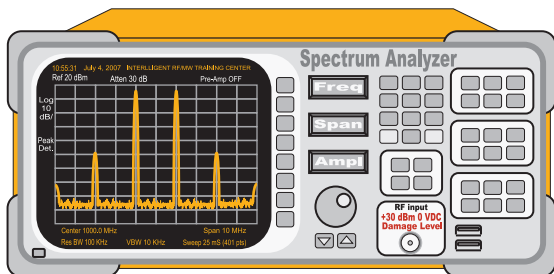 Spectrum Analyzer
10:55:31 July 4, 2007 INTERLLIGENT RF/MW TRAINING CENTER
Ref 20 dBm Atten 30 dB Pre-Amp OFF
Log
10
dB/
Peak
Det.
Center 1000.0 MHz Span 10 MHz
Res BW 100 KHz VBW 10 KHz Sweep 25 mS (401 pts)
Freq
Span
Ampl
RF input
+30 dBm 0 VDC
Damage Level